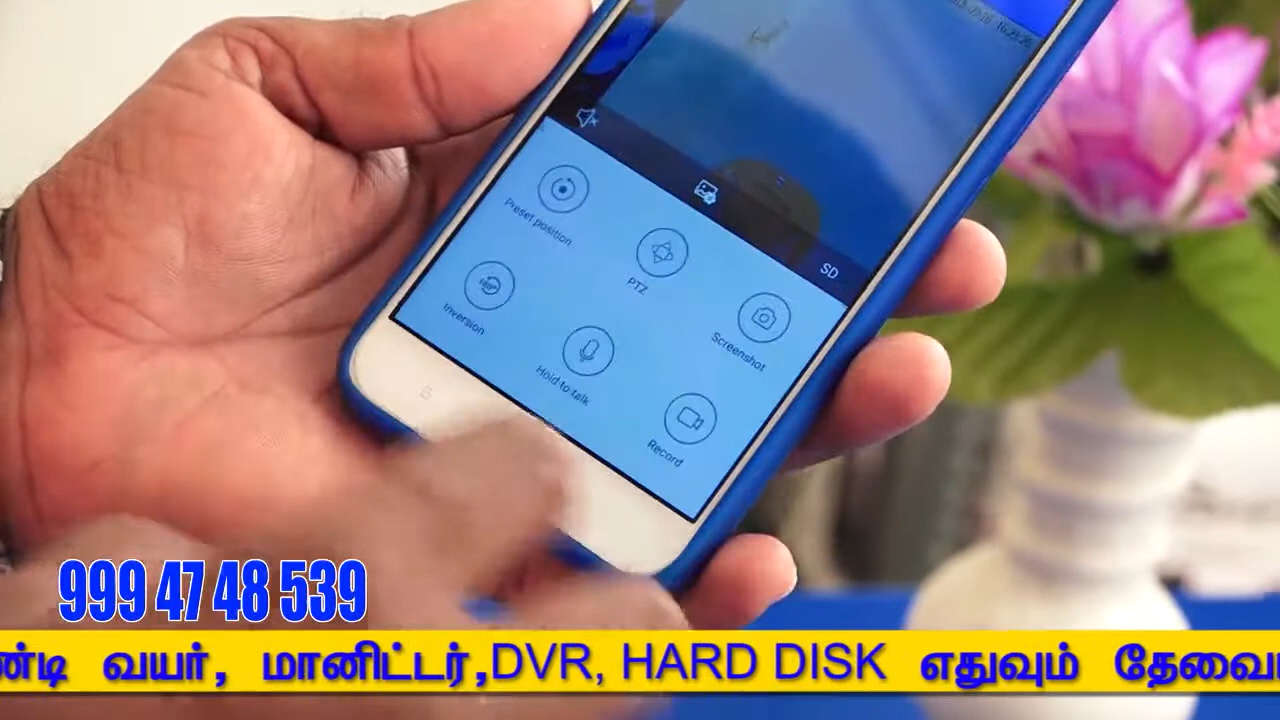 SD
Preset position
PTZ
Screenshot
Inversion
Hold to talk
Record
999 47 48 539
வயர், மானிட்டர்,DVR, HARD DISK எதுவும்